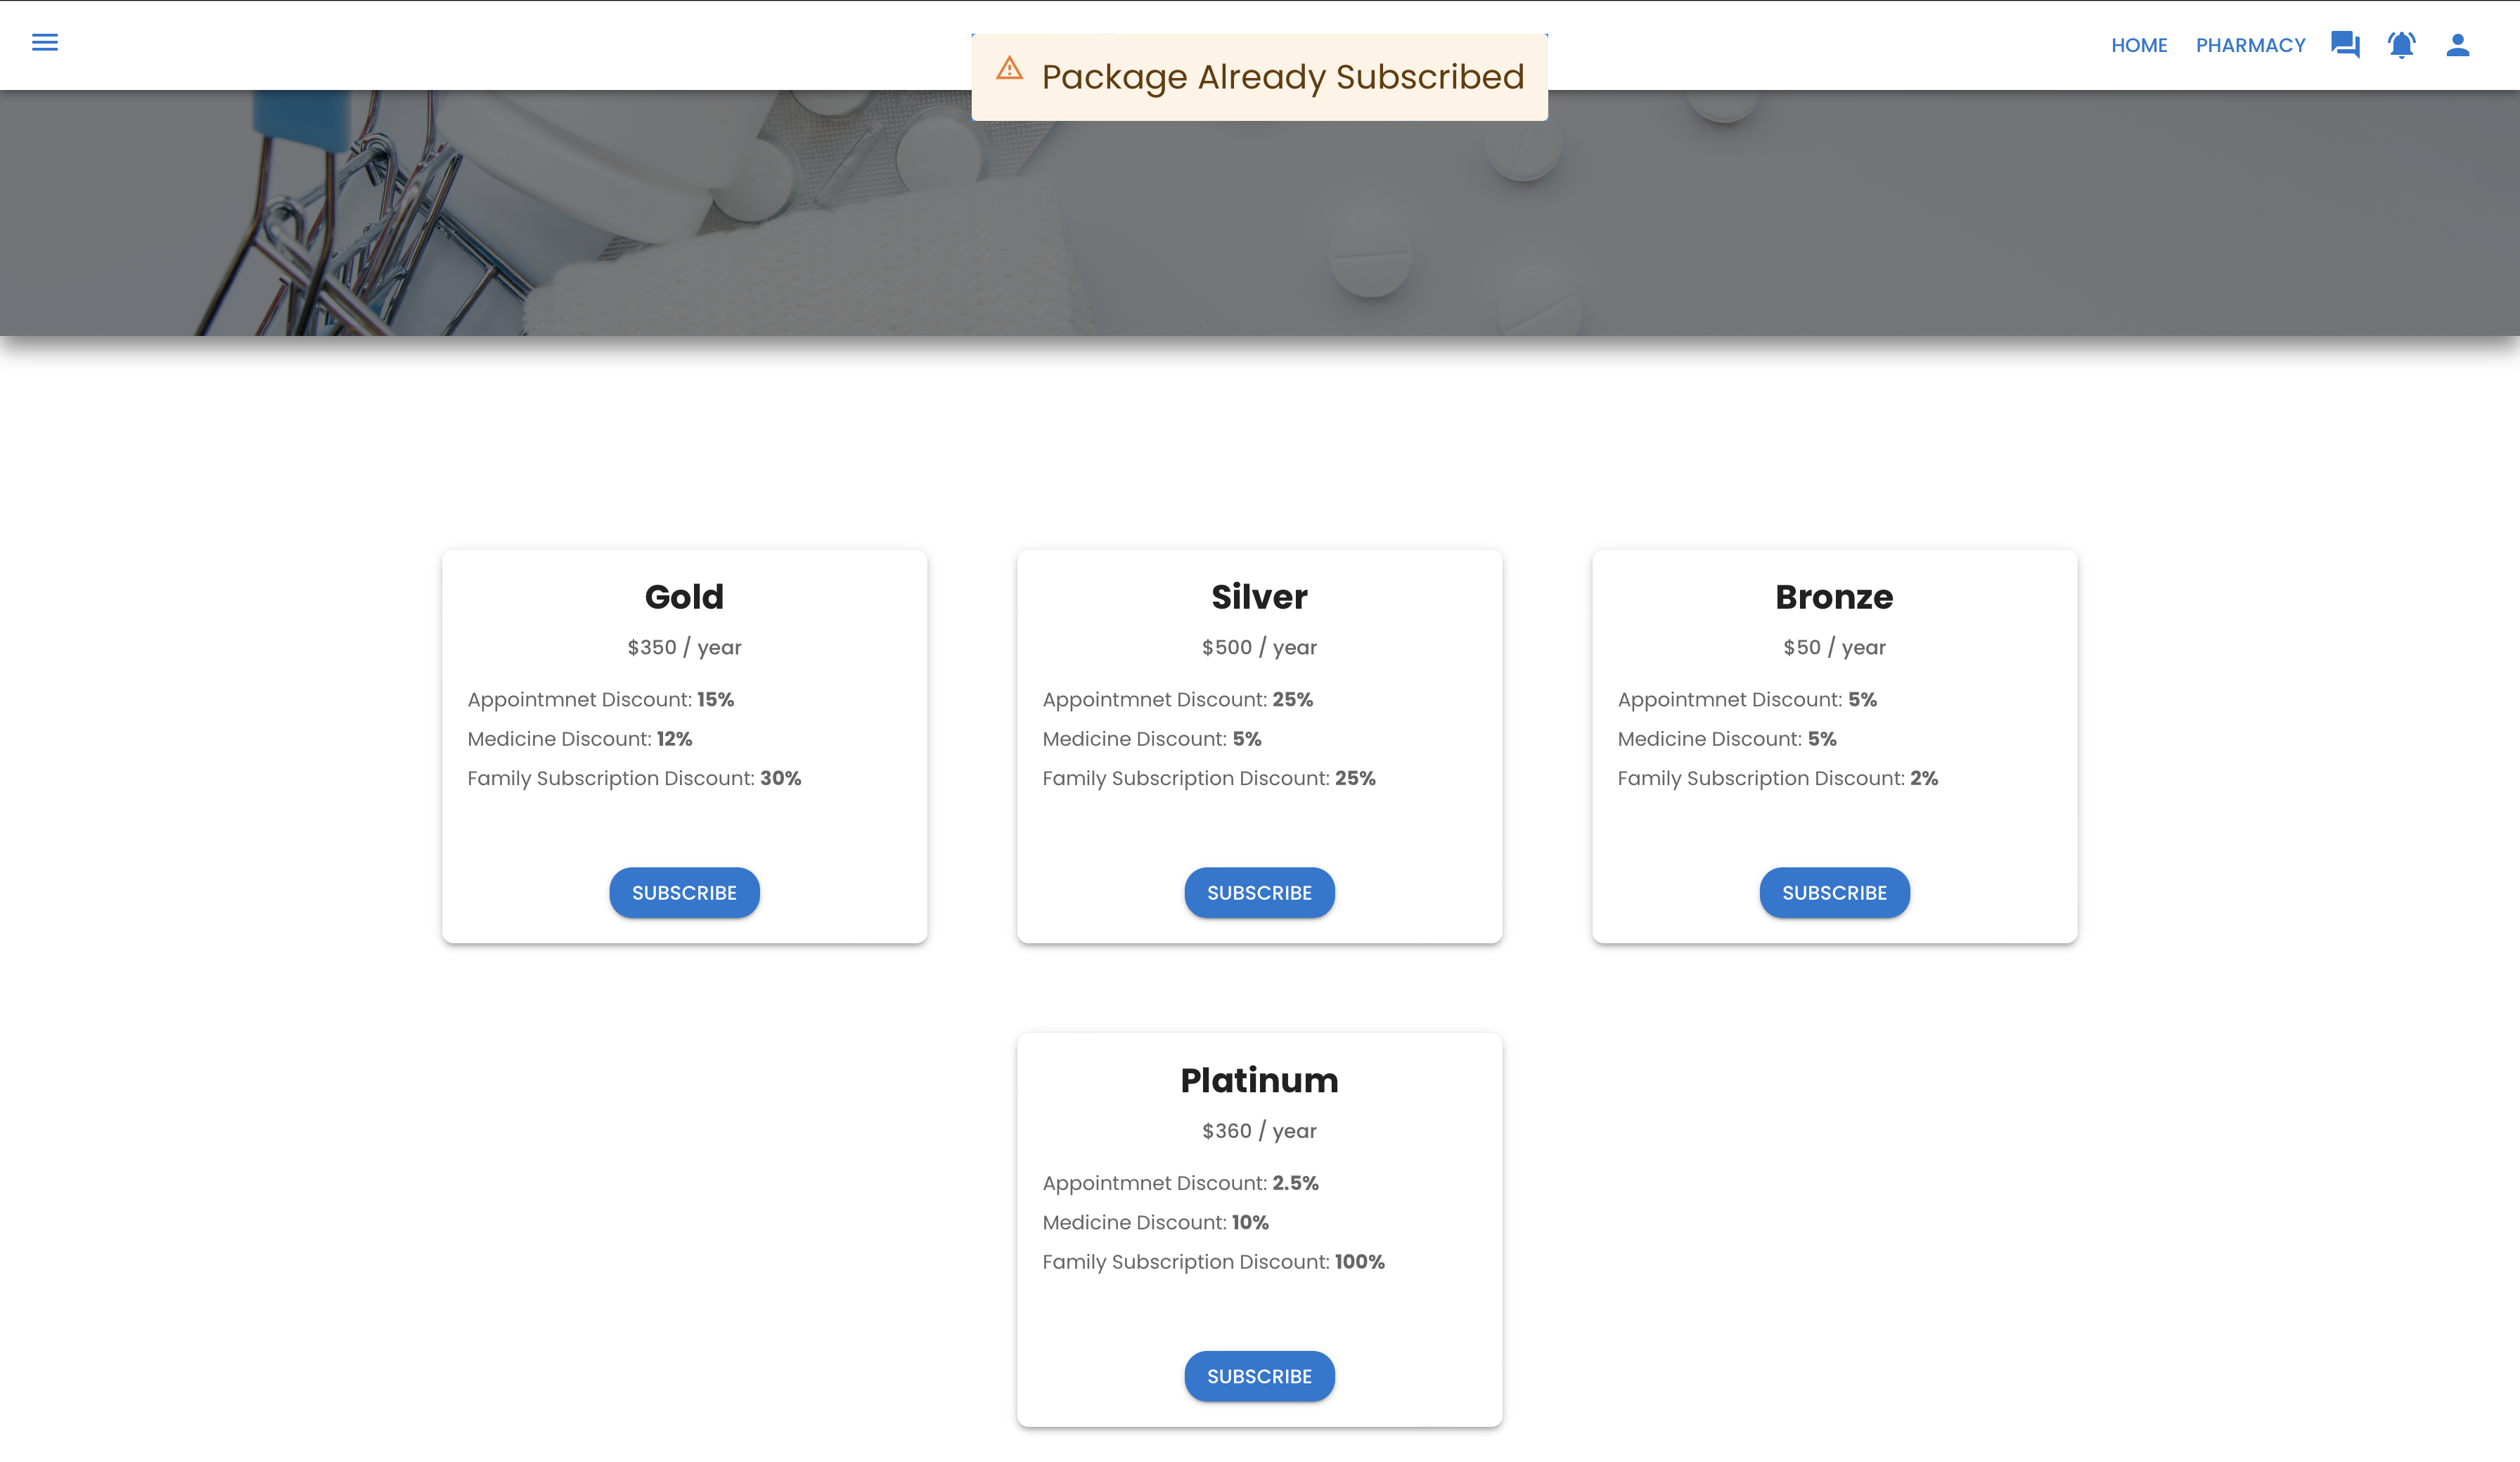 HOME PHARMACY
Package Already Subscribed
Gold
$350 / year
Appointmnet Discount: 15%
Medicine Discount: 12%
Family Subscription Discount: 30%
SUBSCRIBE
Silver
$500 / year
Appointmnet Discount: 25%
Medicine Discount: 5%
Family Subscription Discount: 25%
SUBSCRIBE
Bronze
$50 / year
Appointmnet Discount: 5%
Medicine Discount: 5%
Family Subscription Discount: 2%
SUBSCRIBE
Platinum
$360 / year
Appointmnet Discount: 2.5%
Medicine Discount: 10%
Family Subscription Discount: 100%
SUBSCRIBE